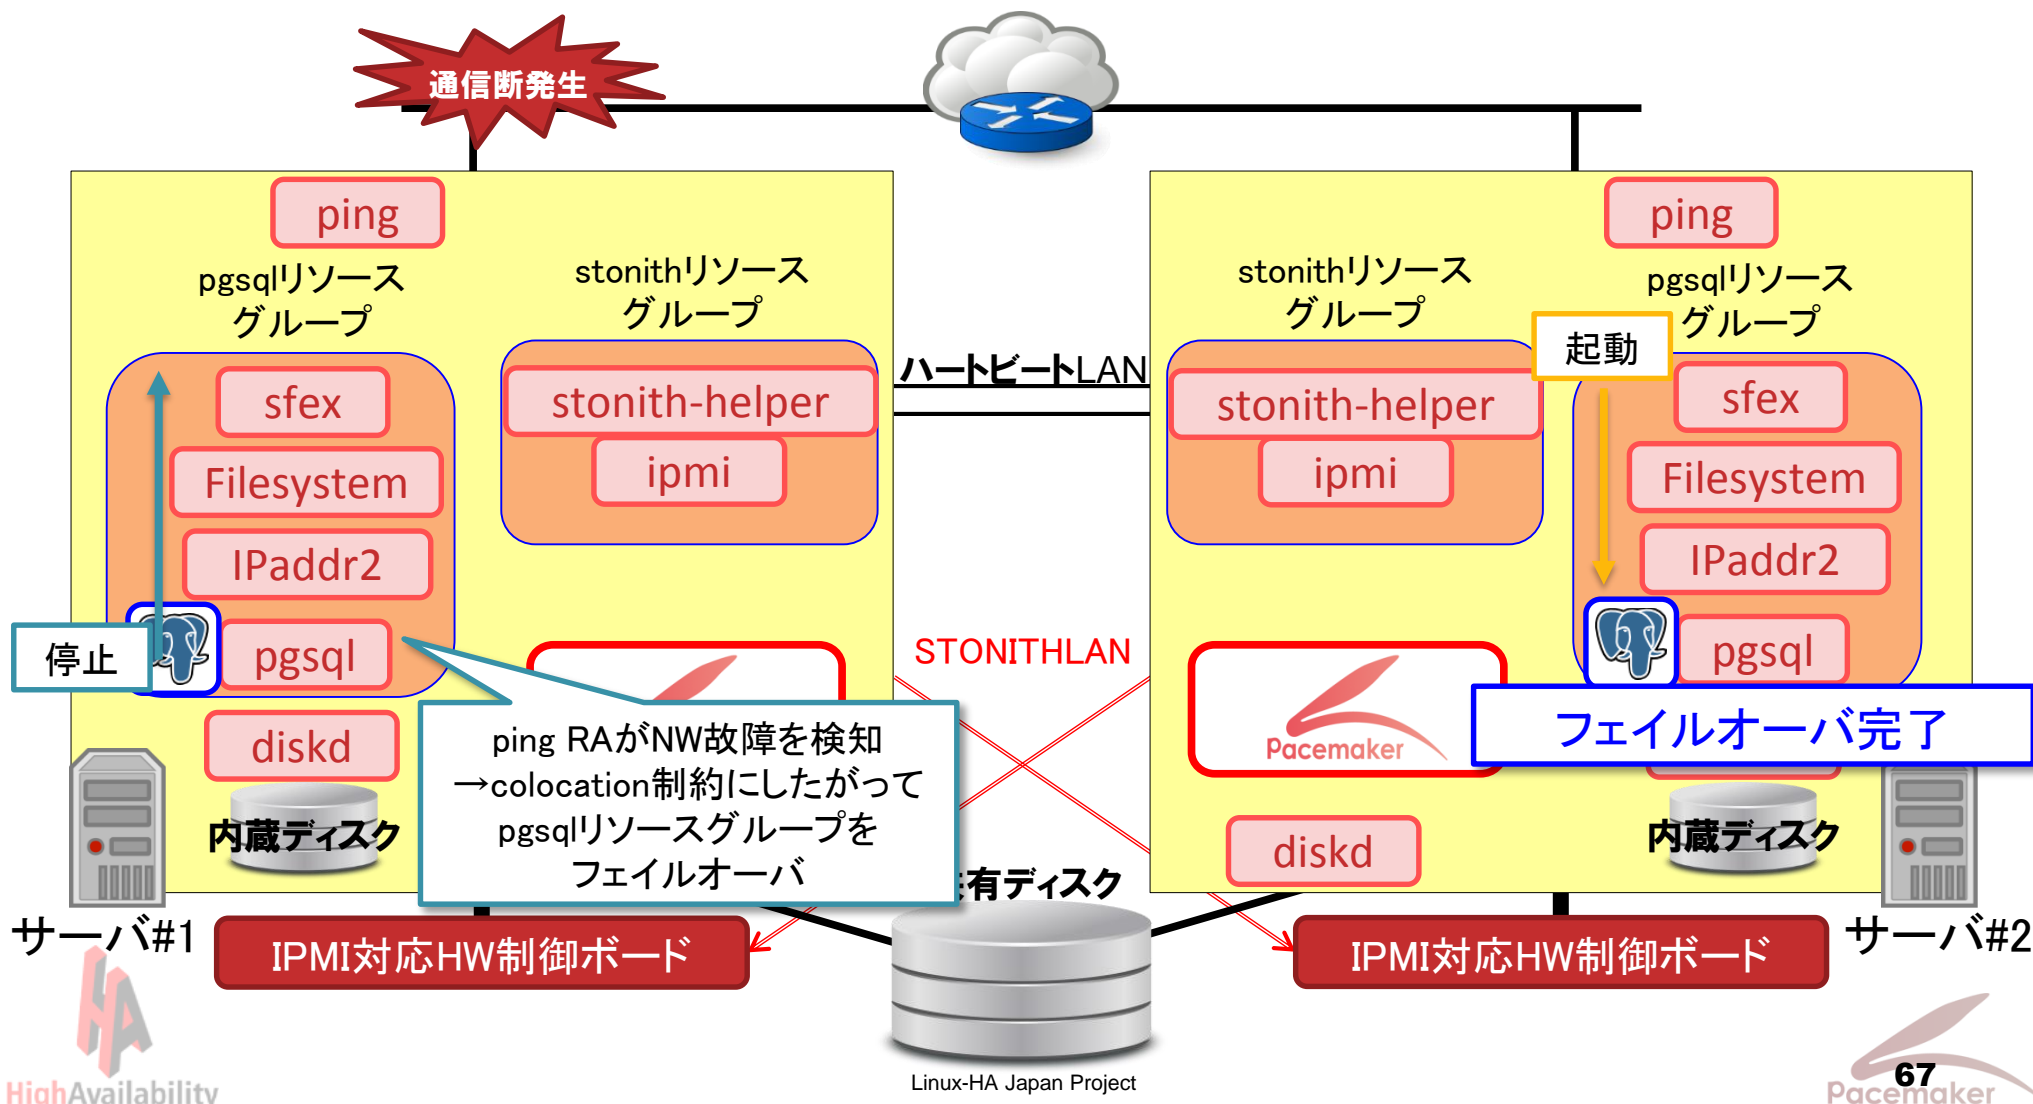 通信断発生
ping
pgsqlリソース
グループ
stonithリソース
グループ
sfex
Filesystem
IPaddr2
pgsql
停止
stonith-helper
ipmi
diskd
内蔵ディスク
サーバ#1
IPMI対応HW制御ボード
ping RAがNW故障を検知
→colocation制約にしたがって
pgsqlリソースグループを
フェイルオーバ
ハートビートLAN
STONITHLAN
有ディスク
ping
stonithリソース
グループ
pgsqlリソース
グループ
起動
stonith-helper
ipmi
sfex
Filesystem
IPaddr2
pgsql
Pacemaker
フェイルオーバ完了
diskd
内蔵ディスク
サーバ#2
IPMI対応HW制御ボード
HighAvailability
Linux-HA Japan Project
67
Pacemaker